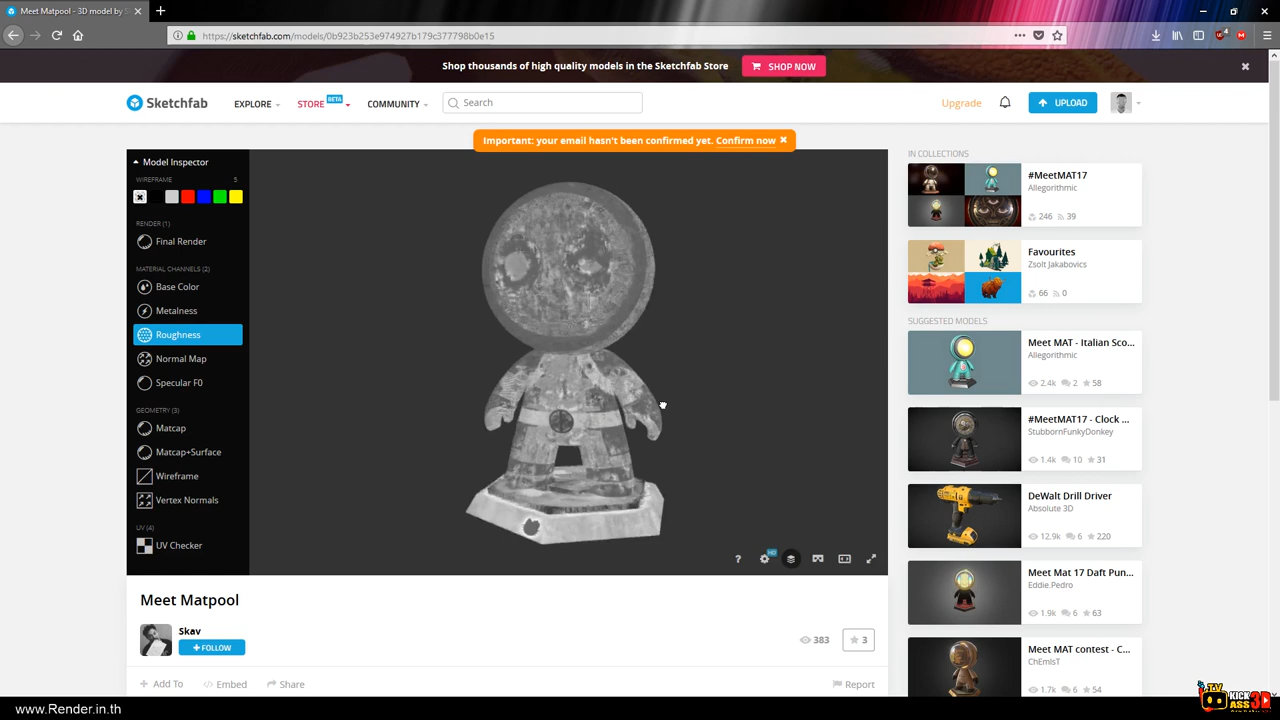 Meet Matpool - 3D model by S
https://sketchfab.com/models/0b923b253e974927b179c377798b0e15
4
Shop thousands of high quality models in the Sketchfab Store
SHOP NOW
Sketchfab
EXPLORE
STORE
BETA
COMMUNITY
Search
Upgrade
UPLOAD
Important: your email hasn't been confirmed yet. Confirm now
Model Inspector
WIREFRAME 5
RENDER (1)
Final Render
MATERIAL CHANNELS (2)
Base Color
Metalness
Roughness
Normal Map
Specular F0
GEOMETRY (3)
Matcap
Matcap+Surface
Wireframe
Vertex Normals
UV (4)
UV Checker
?
HD
Meet Matpool
Skav
+ FOLLOW
383
3
Add To
Embed
Share
Report
IN COLLECTIONS
#MeetMAT17
Allegorithmic
246 39
Favourites
Zsolt Jakabovics
66 0
SUGGESTED MODELS
Meet MAT - Italian Sco...
Allegorithmic
2.4k 2 58
#MeetMAT17 - Clock ...
StubbornFunkyDonkey
1.4k 10 31
DeWalt Drill Driver
Absolute 3D
12.9k 6 220
Meet Mat 17 Daft Pun...
Eddie.Pedro
1.9k 6 63
Meet MAT contest - C...
ChEmIsT
1.7k 6 54
www.Render.in.th
TV
KICK
ASS3D